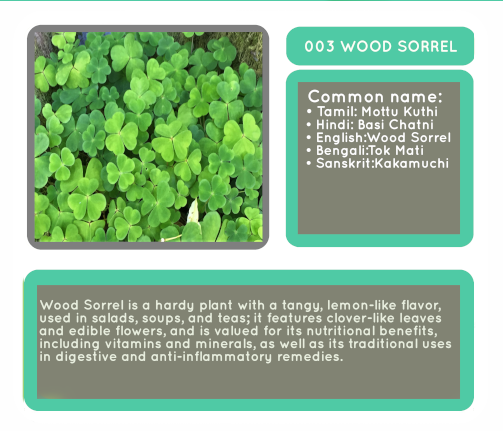 003 WOOD SORREL
Common name:
• Tamil: Mottu Kuthi
• Hindi: Basi Chatni
• English:Wood Sorrel
• Bengali:Tok Mati
• Sanskrit:Kakamuchi
Wood Sorrel is a hardy plant with a tangy, lemon-like flavor,
used in salads, soups, and teas; it features clover-like leaves
and edible flowers, and is valued for its nutritional benefits,
including vitamins and minerals, as well as its traditional uses
in digestive and anti-inflammatory remedies.